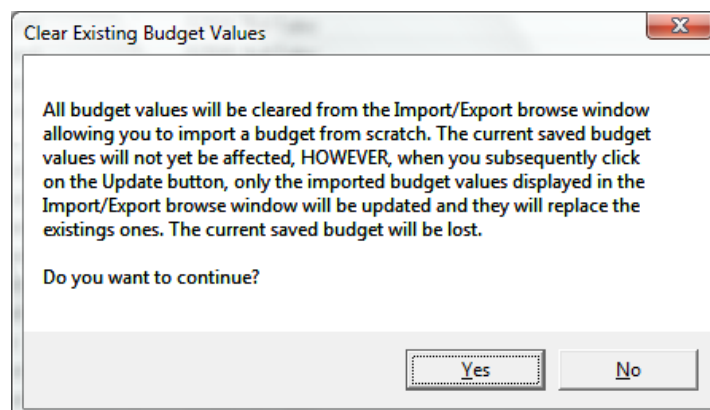 Clear Existing Budget Values
All budget values will be cleared from the Import/Export browse window
allowing you to import a budget from scratch. The current saved budget
values will not yet be affected, HOWEVER, when you subsequently click
on the Update button, only the imported budget values displayed in the
Import/Export browse window will be updated and they will replace the
existings ones. The current saved budget will be lost.
Do you want to continue?
Yes No